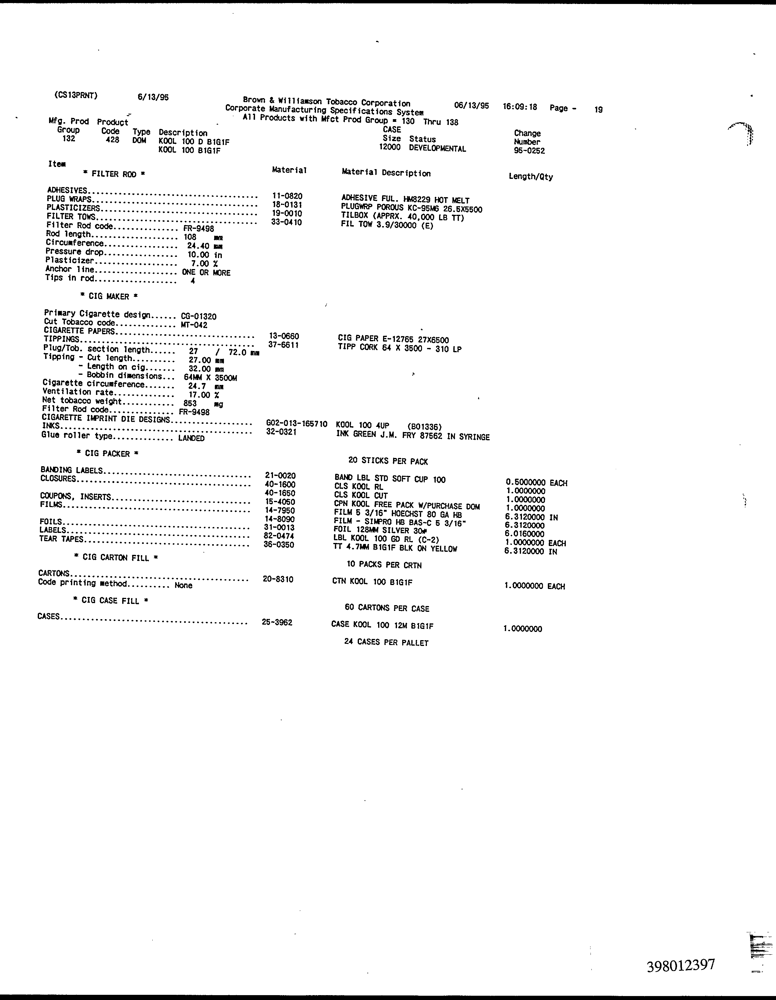 (CS13PRNT) 6/13/95 Brown & Williamson Tobacco Corporation 06/13/95 16:09:18 Page - 19
Corporate Manufacturing Specifications System
All Products with Mfct Prod Group = 130 Thru 138
Mfg. Prod Product CASE Change
Group Code Type Description Size Status Number
132 428 DOM KOOL 100 D B1G1F 12000 DEVELOPMENTAL 95-0252
KOOL 100 B1G1F
Item Material Material Description Length/Qty
* FILTER ROD *
ADHESIVES........................................ 11-0820 ADHESIVE FUL. HM8229 HOT MELT
PLUG WRAPS....................................... 18-0131 PLUGWRP POROUS KC-95M6 26.5X5500
PLASTICIZERS..................................... 19-0010 TILBOX (APPRX. 40,000 LB TT)
FILTER TOWS...................................... 33-0410 FIL TOW 3.9/30000 (E)
Filter Rod code............... FR-9498
Rod length.................... 108 mm
Circumference................. 24.40 mm
Pressure drop................. 10.00 in
Plasticizer................... 7.00 %
Anchor line................... ONE OR MORE
Tips in rod................... 4
* CIG MAKER *
Primary Cigarette design...... CG-01320
Cut Tobacco code.............. MT-042
CIGARETTE PAPERS................................. 13-0660 CIG PAPER E-12765 27X6500
TIPPINGS......................................... 37-6611 TIPP CORK 64 X 3500 - 310 LP
Plug/Tob. section length...... 27 / 72.0 mm
Tipping - Cut length.......... 27.00 mm
- Length on cig....... 32.00 mm
- Bobbin dimensions... 64MM X 3500M
Cigarette circumference....... 24.7 mm
Ventilation rate.............. 17.00 %
Net tobacco weight............ 853 mg
Filter Rod code............... FR-9498
CIGARETTE IMPRINT DIE DESIGNS................... G02-013-165710 KOOL 100 4UP (B01336)
INKS............................................. 32-0321 INK GREEN J.M. FRY 87562 IN SYRINGE
Glue roller type.............. LANDED
* CIG PACKER * 20 STICKS PER PACK
BANDING LABELS................................... 21-0020 BAND LBL STD SOFT CUP 100 0.5000000 EACH
CLOSURES......................................... 40-1600 CLS KOOL RL 1.0000000
40-1650 CLS KOOL CUT 1.0000000
COUPONS, INSERTS................................. 15-4050 CPN KOOL FREE PACK W/PURCHASE DOM 1.0000000
FILMS............................................ 14-7950 FILM 5 3/16" HOECHST 80 GA HB 6.3120000 IN
14-8090 FILM - SIMPRO HB BAS-C 5 3/16" 6.3120000
FOILS............................................ 31-0013 FOIL 128MM SILVER 30# 6.0160000
LABELS........................................... 82-0474 LBL KOOL 100 GD RL (C-2) 1.0000000 EACH
TEAR TAPES....................................... 36-0350 TT 4.7MM B1G1F BLK ON YELLOW 6.3120000 IN
* CIG CARTON FILL * 10 PACKS PER CRTN
CARTONS.......................................... 20-8310 CTN KOOL 100 B1G1F 1.0000000 EACH
Code printing method.......... None
* CIG CASE FILL * 60 CARTONS PER CASE
CASES............................................ 25-3962 CASE KOOL 100 12M B1G1F 1.0000000
24 CASES PER PALLET
398012397